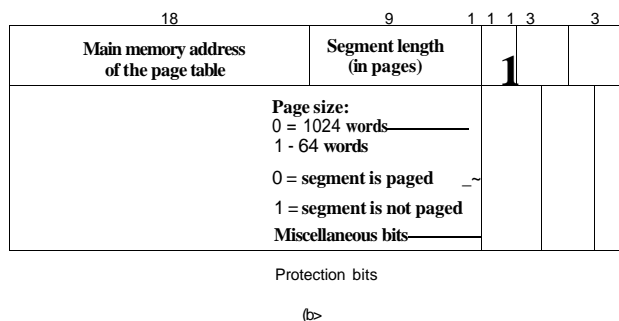 18 9 1 1 1 3 3
Main memory address
of the page table
Segment length
(in pages)
1
Page size:
0 = 1024 words
1 - 64 words
0 = segment is paged _~
1 = segment is not paged
Miscellaneous bits
Protection bits
(b>